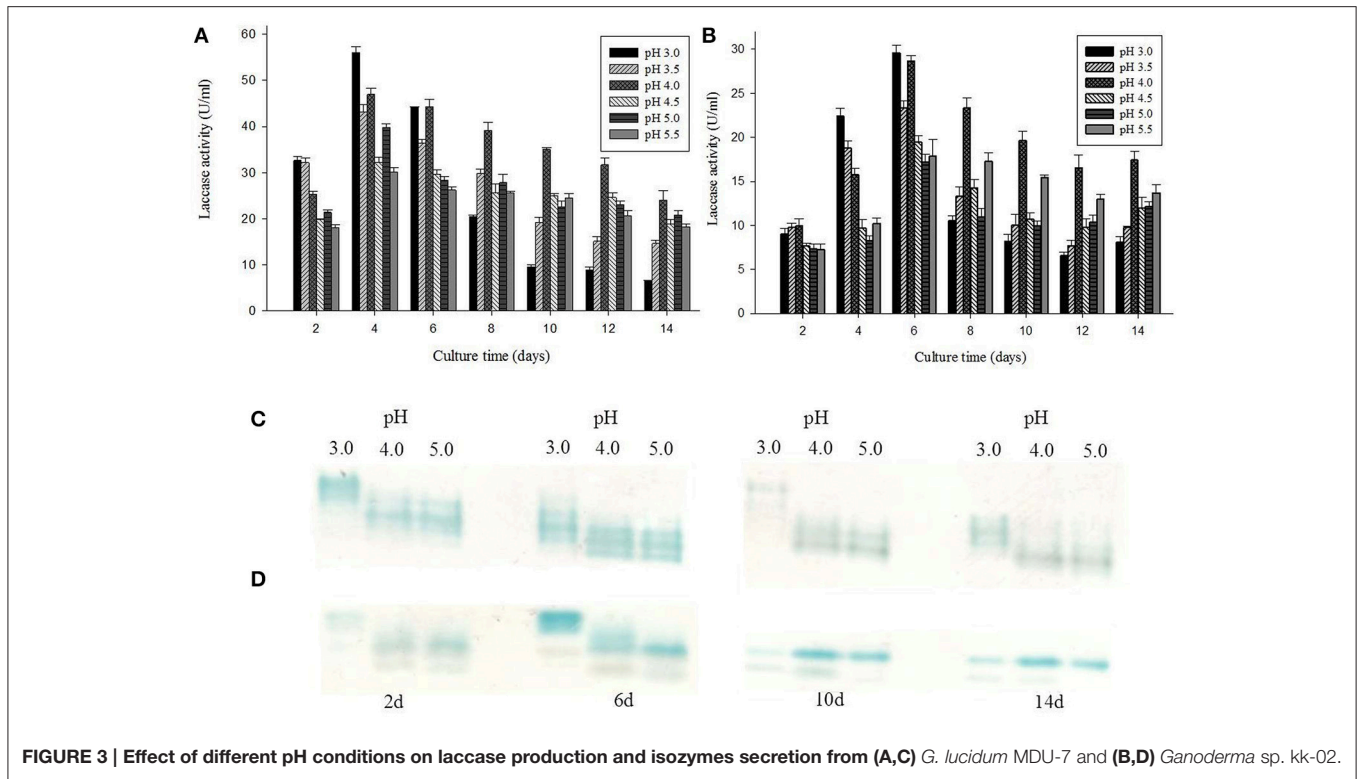 A
Laccase activity (U/ml)
60
50
40
30
20
10
0
pH 3.0
pH 3.5
pH 4.0
pH 4.5
pH 5.0
pH 5.5
2 4 6 8 10 12 14
Culture time (days)
B
Laccase activity (U/ml)
30
25
20
15
10
5
0
pH 3.0
pH 3.5
pH 4.0
pH 4.5
pH 5.0
pH 5.5
2 4 6 8 10 12 14
Culture time (days)
C
pH pH pH pH
3.0 4.0 5.0 3.0 4.0 5.0 3.0 4.0 5.0 3.0 4.0 5.0
D
2d 6d 10d 14d
FIGURE 3 | Effect of different pH conditions on laccase production and isozymes secretion from (A,C) G. lucidum MDU-7 and (B,D) Ganoderma sp. kk-02.